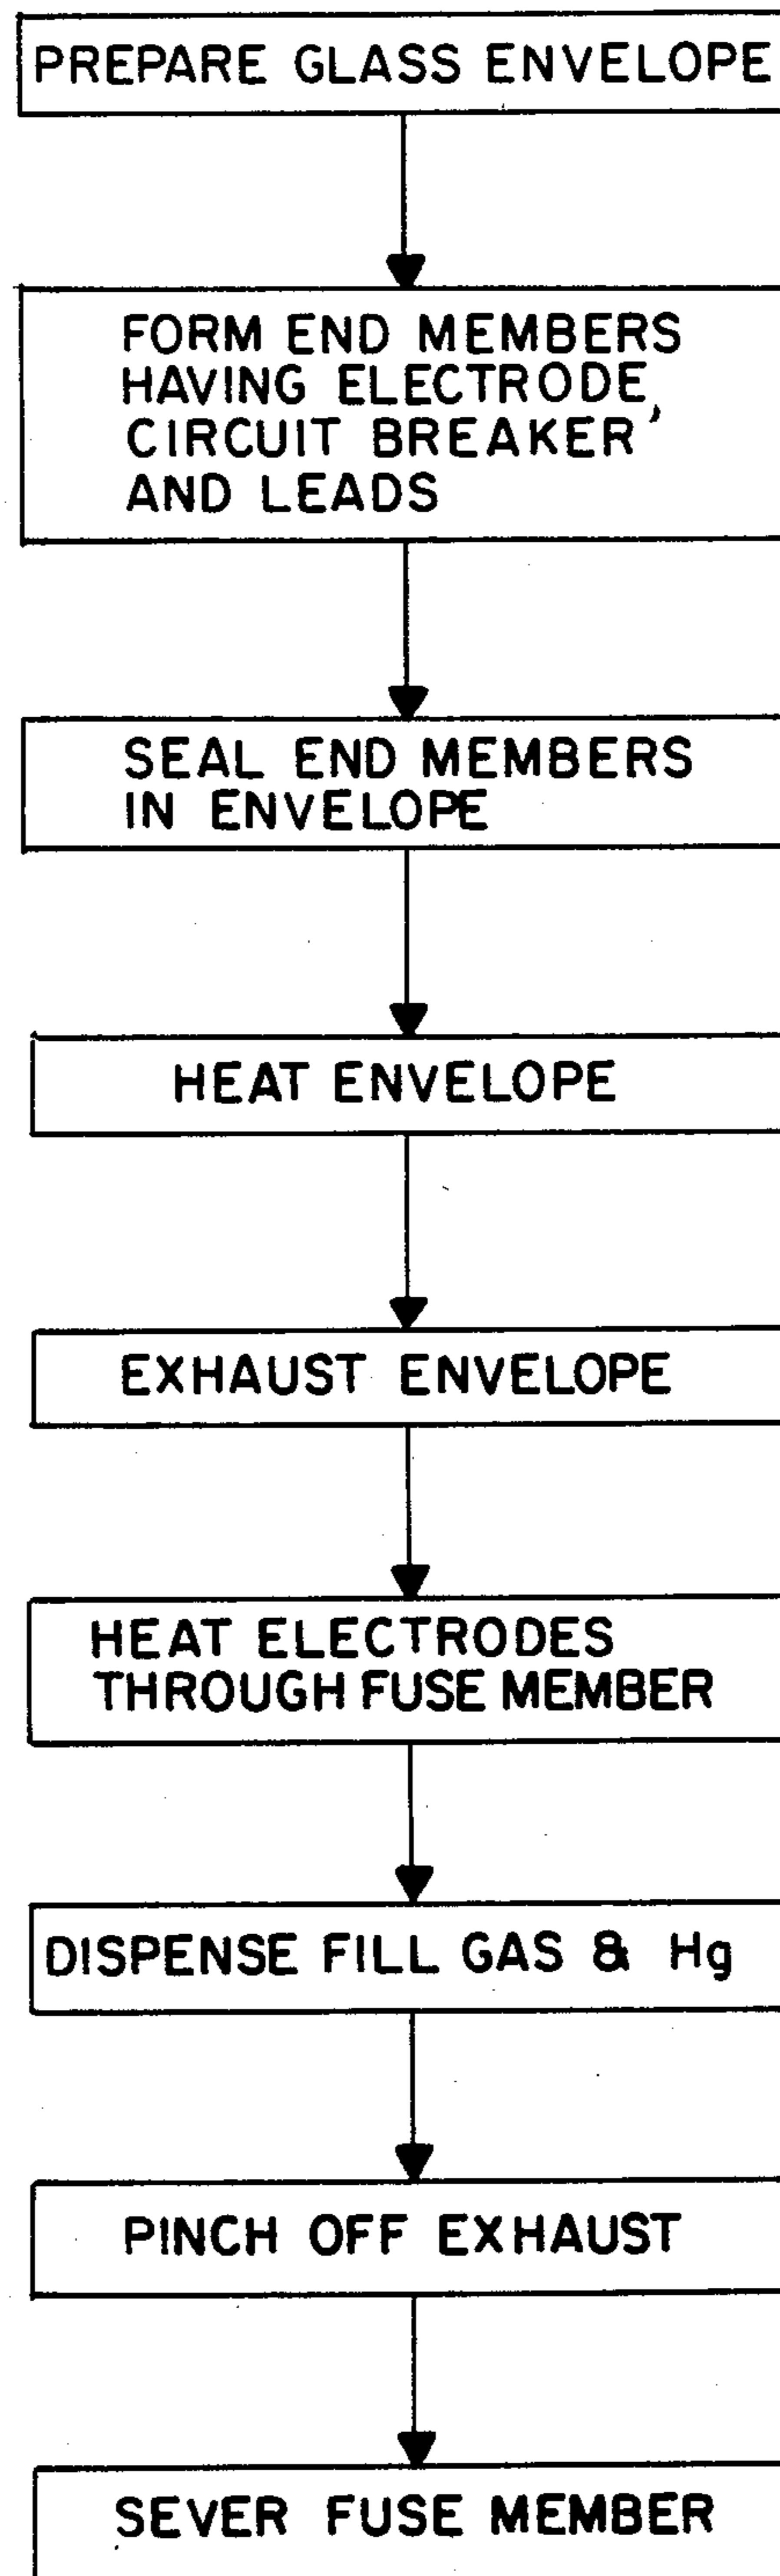 PREPARE GLASS ENVELOPE
FORM END MEMBERS
HAVING ELECTRODE,
CIRCUIT BREAKER
AND LEADS
SEAL END MEMBERS
IN ENVELOPE
HEAT ENVELOPE
EXHAUST ENVELOPE
HEAT ELECTRODES
THROUGH FUSE MEMBER
DISPENSE FILL GAS & Hg
PINCH OFF EXHAUST
SEVER FUSE MEMBER